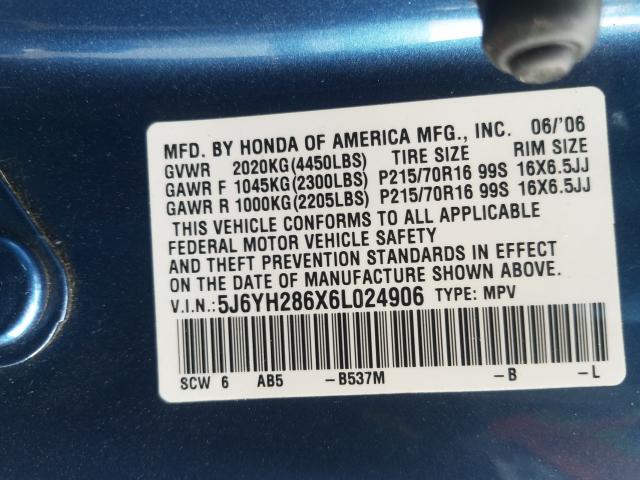 MFD. BY HONDA OF AMERICA MFG., INC. 06/'06
GVWR 2020KG(4450LBS) TIRE SIZE RIM SIZE
GAWR F 1045KG(2300LBS) P215/70R16 99S 16X6.5JJ
GAWR R 1000KG(2205LBS) P215/70R16 99S 16X6.5JJ
THIS VEHICLE CONFORMS TO ALL APPLICABLE
FEDERAL MOTOR VEHICLE SAFETY
AND THEFT PREVENTION STANDARDS IN EFFECT
ON THE DATE OF MANUFACTURE SHOWN ABOVE.
V.I.N.:5J6YH286X6L024906 TYPE: MPV
SCW 6 AB5 -B537M -B -L